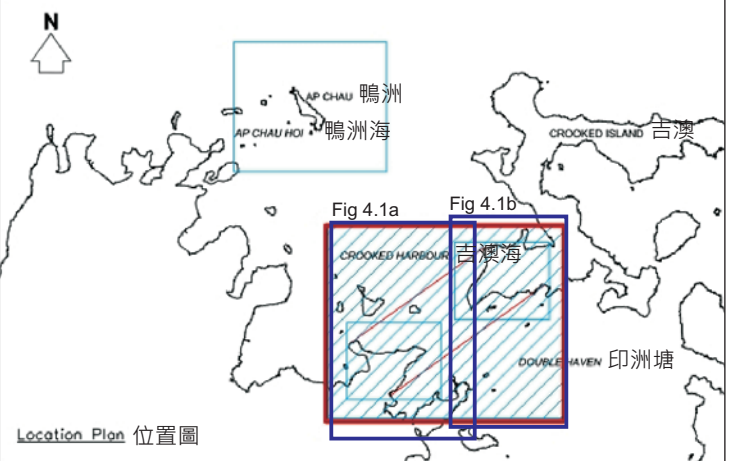 N
AP CHAU 鴨洲
AP CHAU HOI 鴨洲海
CROOKED ISLAND 吉澳
Fig 4.1a
Fig 4.1b
CROOKED HARBOUR 吉澳海
DOUBLE HAVEN 印洲塘
Location Plan 位置圖